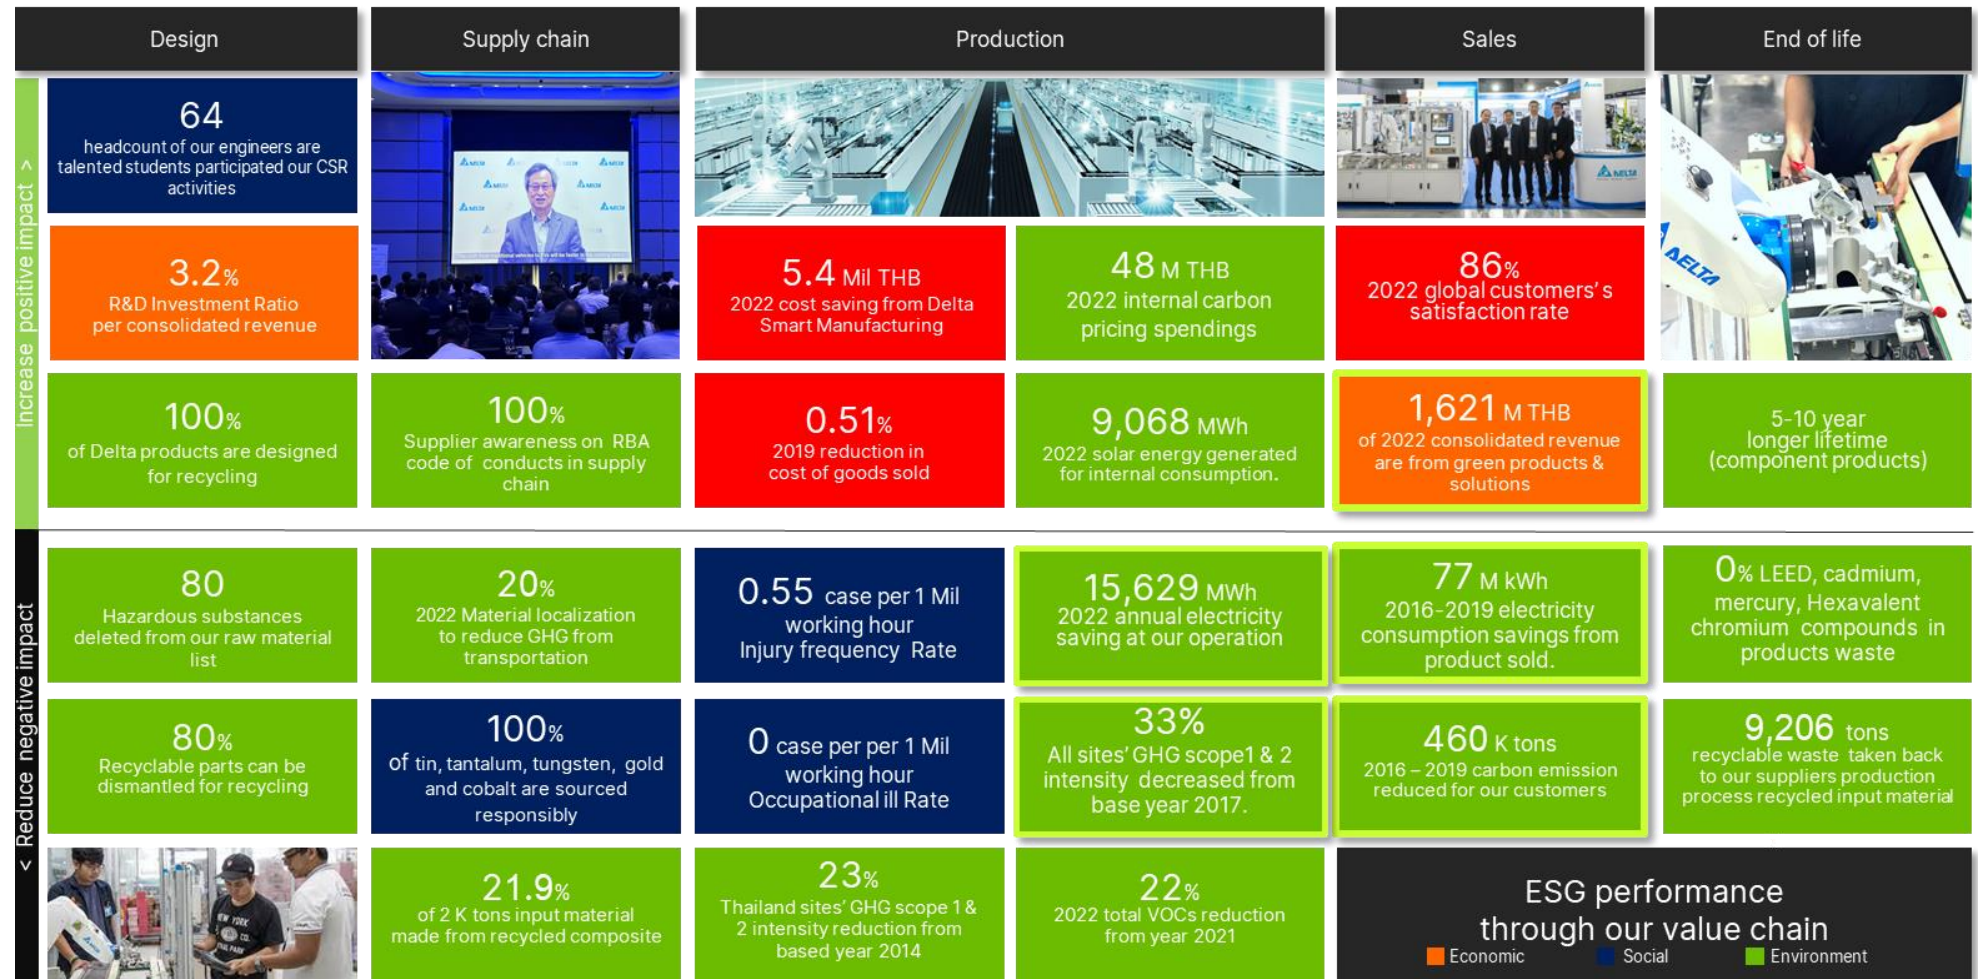 Design
Supply chain
Production
Sales
End of life
Increase positive impact >
64
headcount of our engineers are
talented students participated our CSR
activities
3.2%
R&D Investment Ratio
per consolidated revenue
100%
of Delta products are designed
for recycling
DELTA
DELTA
DELTA
100%
Supplier awareness on RBA
code of conducts in supply
chain
5.4 Mil THB
2022 cost saving from Delta
Smart Manufacturing
48 M THB
2022 internal carbon
pricing spendings
0.51%
2019 reduction in
cost of goods sold
9,068 MWh
2022 solar energy generated
for internal consumption.
DELTA
86%
2022 global customers's
satisfaction rate
1,621 M THB
of 2022 consolidated revenue
are from green products &
solutions
DELTA
5-10 year
longer lifetime
(component products)
< Reduce negative impact
80
Hazardous substances
deleted from our raw material
list
20%
2022 Material localization
to reduce GHG from
transportation
0.55 case per 1 Mil
working hour
Injury frequency Rate
15,629 MWh
2022 annual electricity
saving at our operation
77 M kWh
2016-2019 electricity
consumption savings from
product sold.
0% LEED, cadmium,
mercury, Hexavalent
chromium compounds in
products waste
80%
Recyclable parts can be
dismantled for recycling
100%
of tin, tantalum, tungsten, gold
and cobalt are sourced
responsibly
0 case per per 1 Mil
working hour
Occupational ill Rate
33%
All sites' GHG scope1 & 2
intensity decreased from
base year 2017.
460 K tons
2016 – 2019 carbon emission
reduced for our customers
9,206 tons
recyclable waste taken back
to our suppliers production
process recycled input material
NEW YORK
CO.
21.9%
of 2 K tons input material
made from recycled composite
23%
Thailand sites' GHG scope 1 &
2 intensity reduction from
based year 2014
22%
2022 total VOCs reduction
from year 2021
ESG performance
through our value chain
Economic
Social
Environment